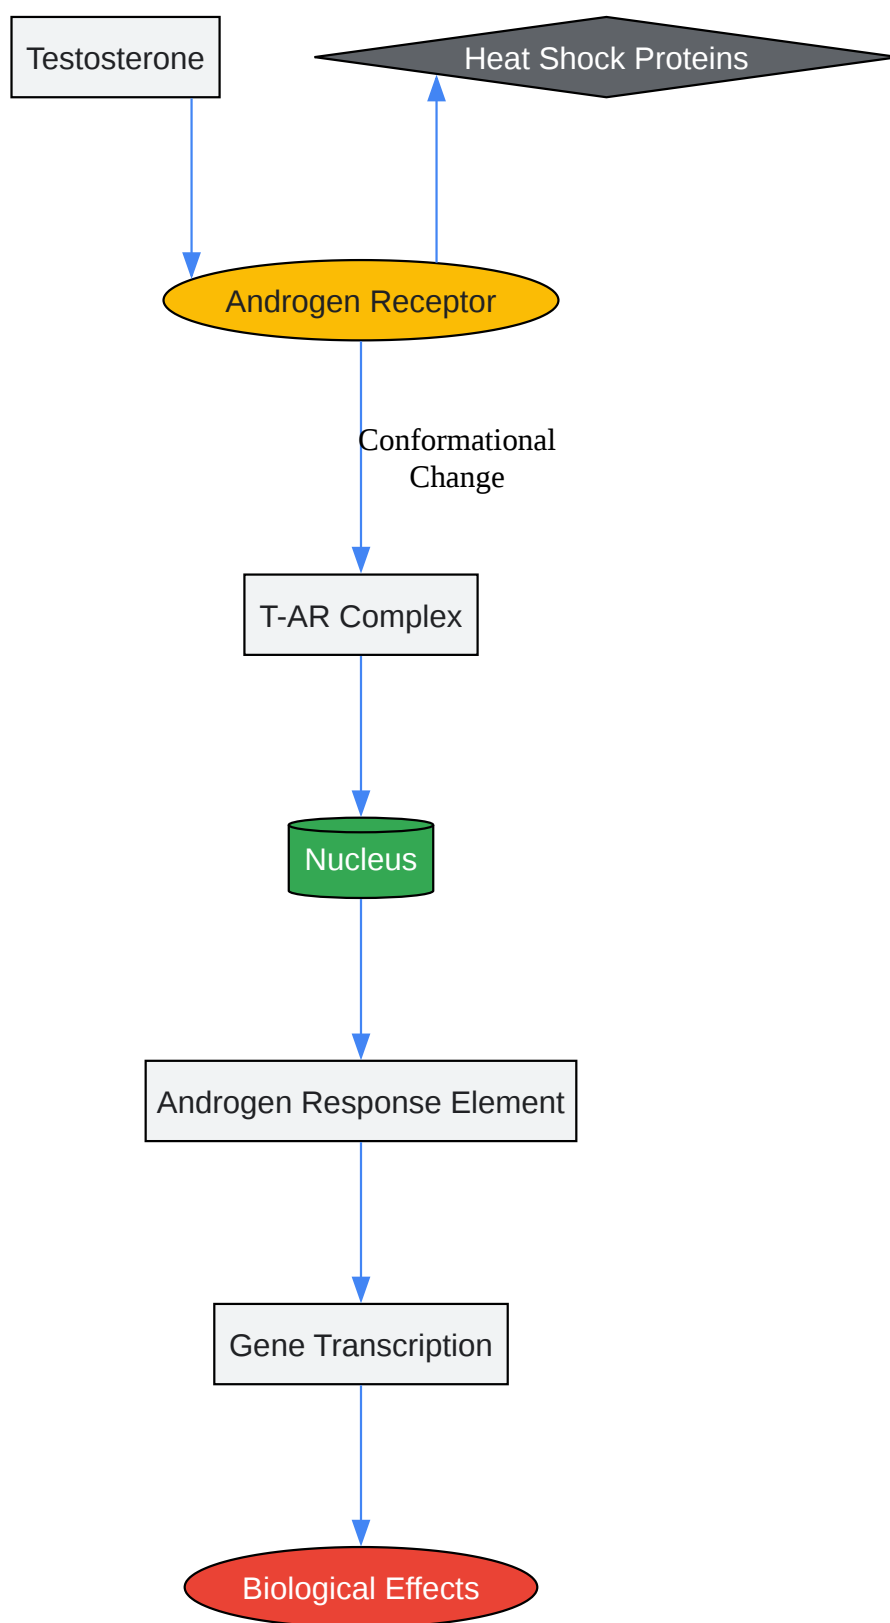 Testosterone
Heat Shock Proteins
Androgen Receptor
Conformational
Change
T-AR Complex
Nucleus
Androgen Response Element
Gene Transcription
Biological Effects